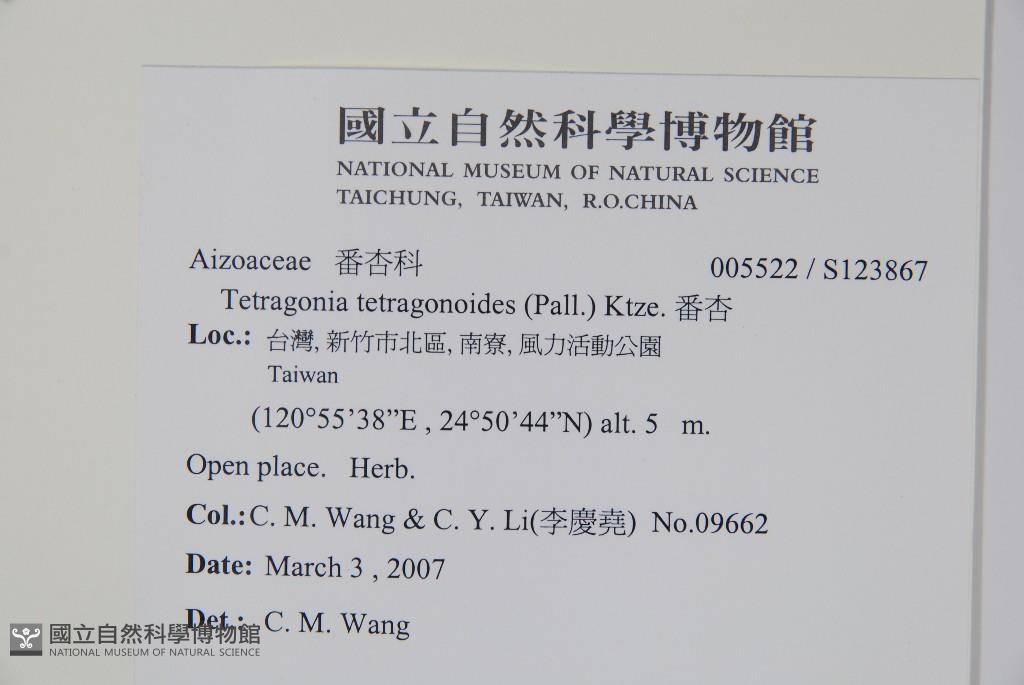 國立自然科學博物館
NATIONAL MUSEUM OF NATURAL SCIENCE
TAICHUNG, TAIWAN, R.O.CHINA
Aizoaceae 番杏科 005522 / S123867
Tetragonia tetragonoides (Pall.) Ktze. 番杏
Loc.: 台灣, 新竹市北區, 南寮, 風力活動公園
Taiwan
(120°55’38”E , 24°50’44”N) alt. 5 m.
Open place. Herb.
Col.: C. M. Wang & C. Y. Li(李慶堯) No.09662
Date: March 3 , 2007
Det.: C. M. Wang
國立自然科學博物館
NATIONAL MUSEUM OF NATURAL SCIENCE